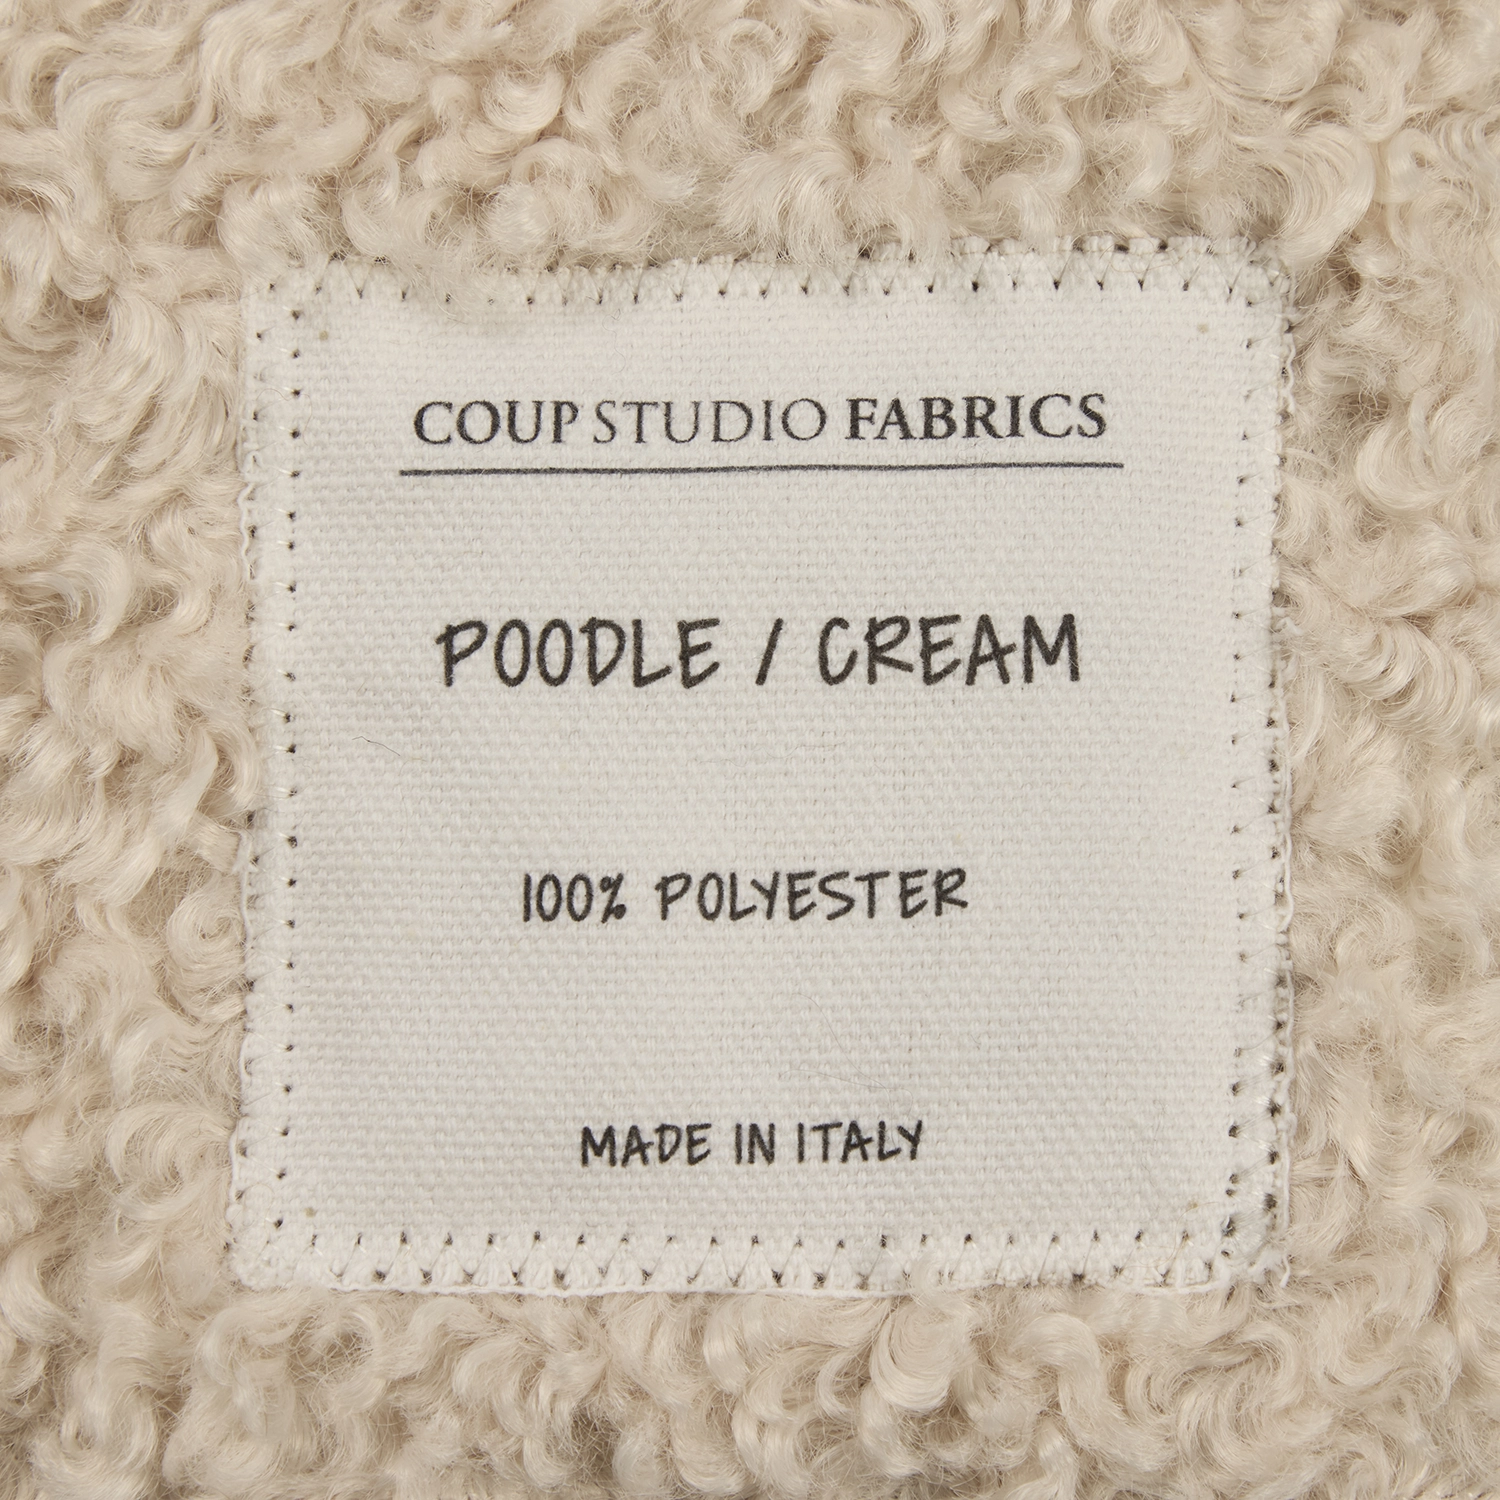 COUP STUDIO FABRICS
POODLE / CREAM
100% POLYESTER
MADE IN ITALY